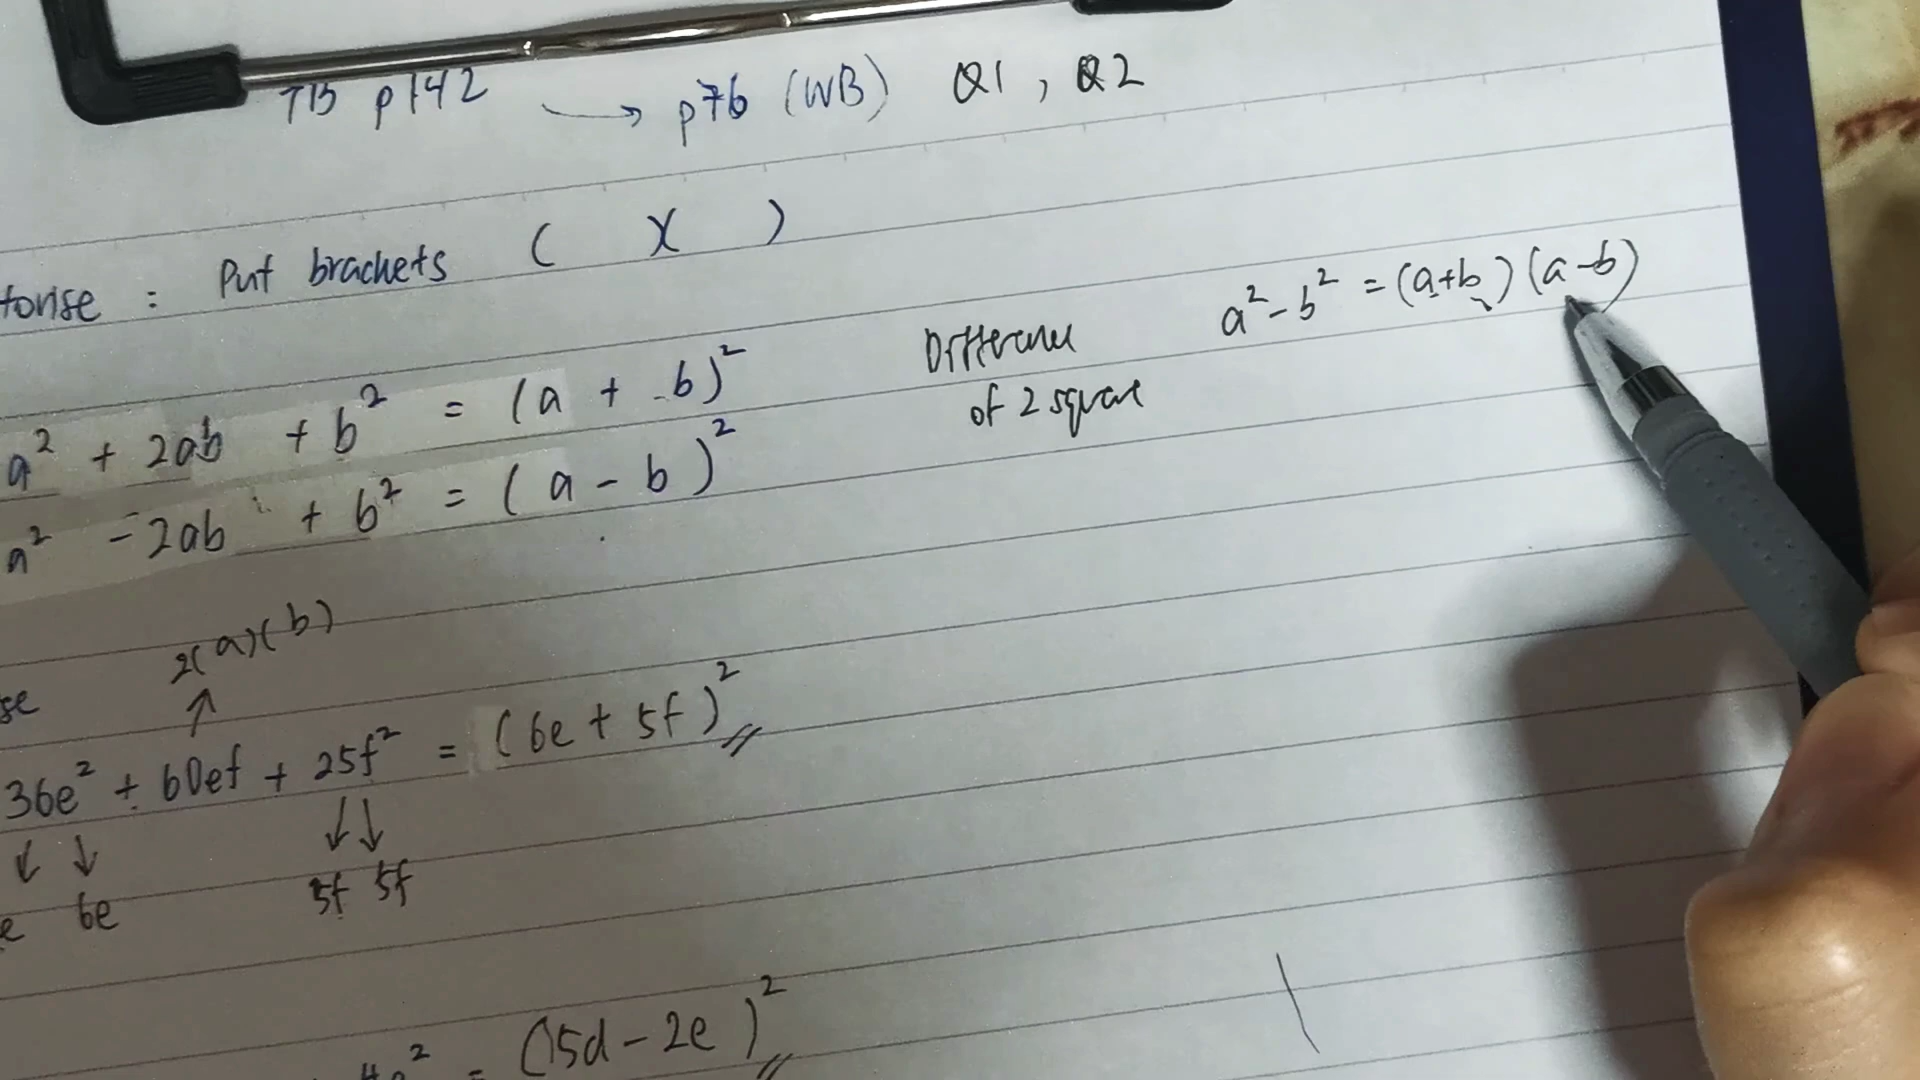 TB p142 → p76 (WB) Q1, Q2
torise : Put brackets ( )( )
a² + 2ab + b² = (a + b)²
a² - 2ab + b² = (a - b)²
Difference of 2 square
a² - b² = (a+b)(a-b)
2(a)(b)
se
36e² + 60ef + 25f² = (6e + 5f)²
e 6e 5f 5f
= (15d - 2e)²